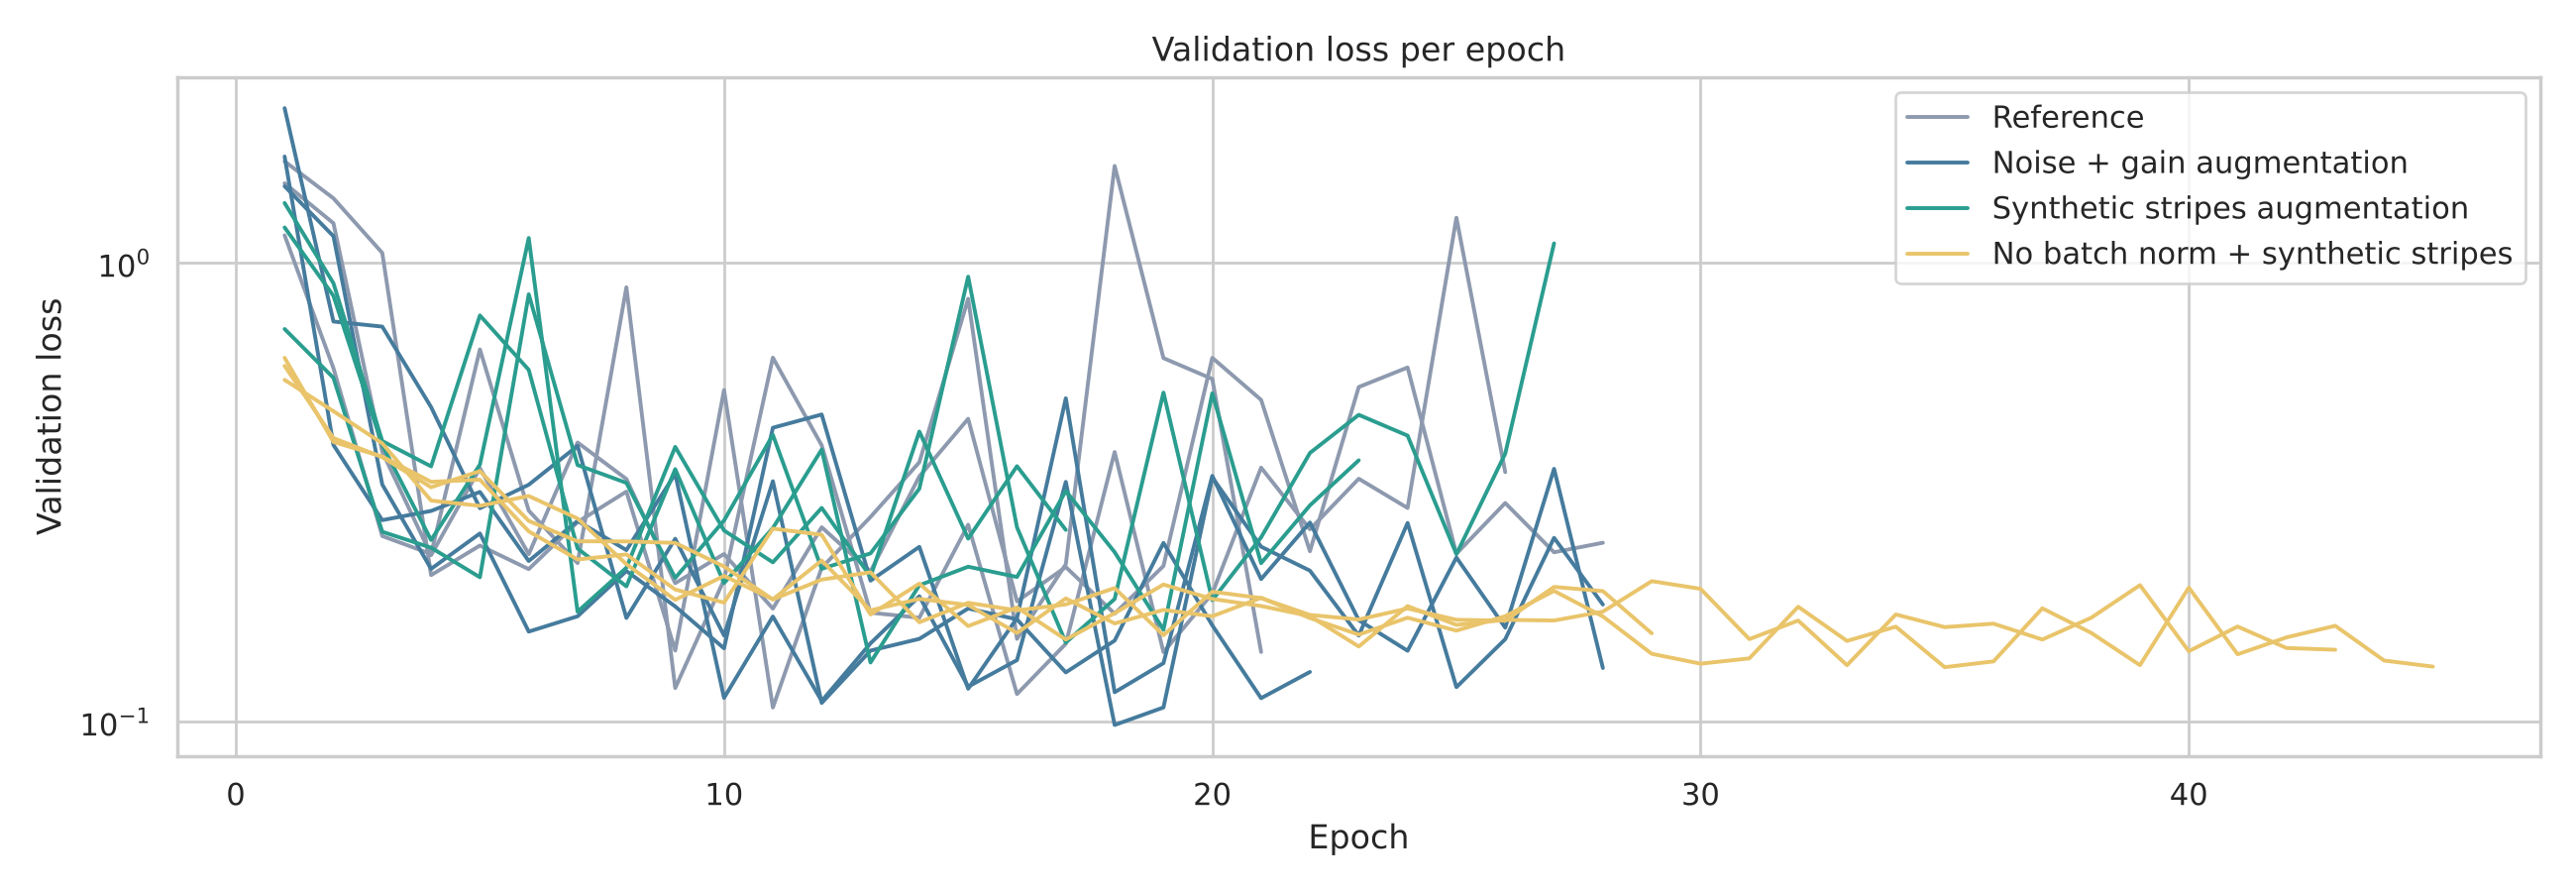 Validation loss per epoch
Reference
Noise + gain augmentation
Synthetic stripes augmentation
No batch norm + synthetic stripes
Validation loss
10⁰
10⁻¹
0 10 20 30 40
Epoch